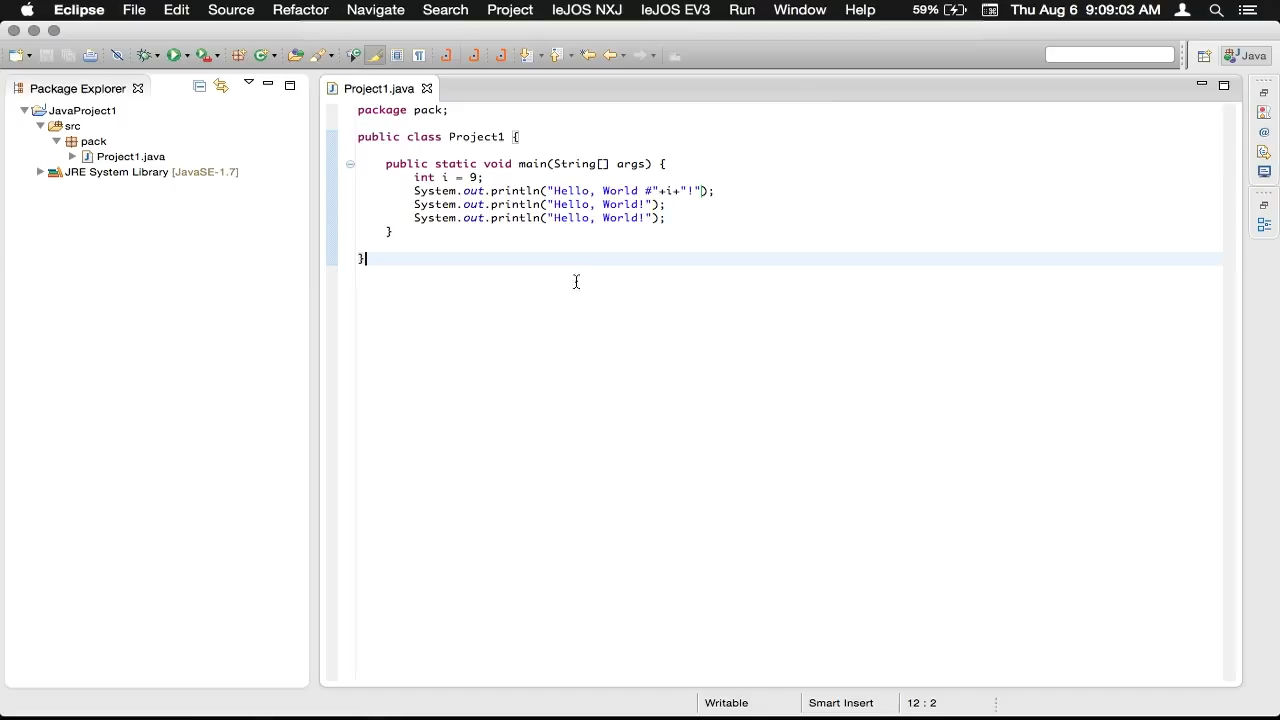 Eclipse File Edit Source Refactor Navigate Search Project leJOS NXJ leJOS EV3 Run Window Help 59% Thu Aug 6 9:09:03 AM
Java
Package Explorer
Project1.java
JavaProject1
src
pack
Project1.java
JRE System Library [JavaSE-1.7]
package pack;
public class Project1 {
public static void main(String[] args) {
int i = 9;
System.out.println("Hello, World #"+i+"!");
System.out.println("Hello, World!");
System.out.println("Hello, World!");
}
}
Writable Smart Insert 12 : 2